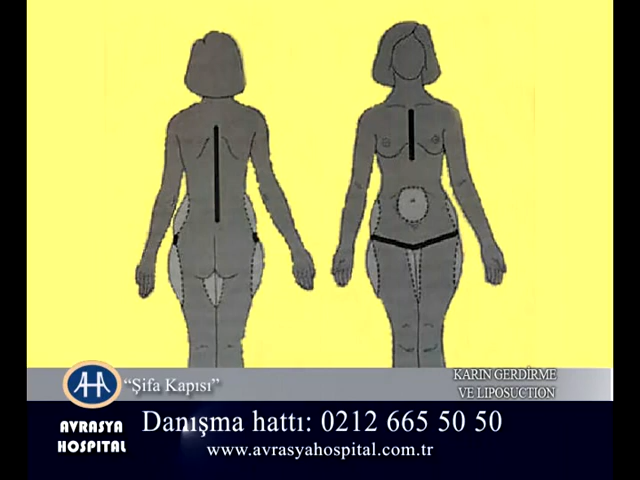 "Şifa Kapısı"
KARIN GERDİRME
VE LIPOSUCTION
AVRASYA
HOSPITAL
Danışma hattı: 0212 665 50 50
www.avrasyahospital.com.tr